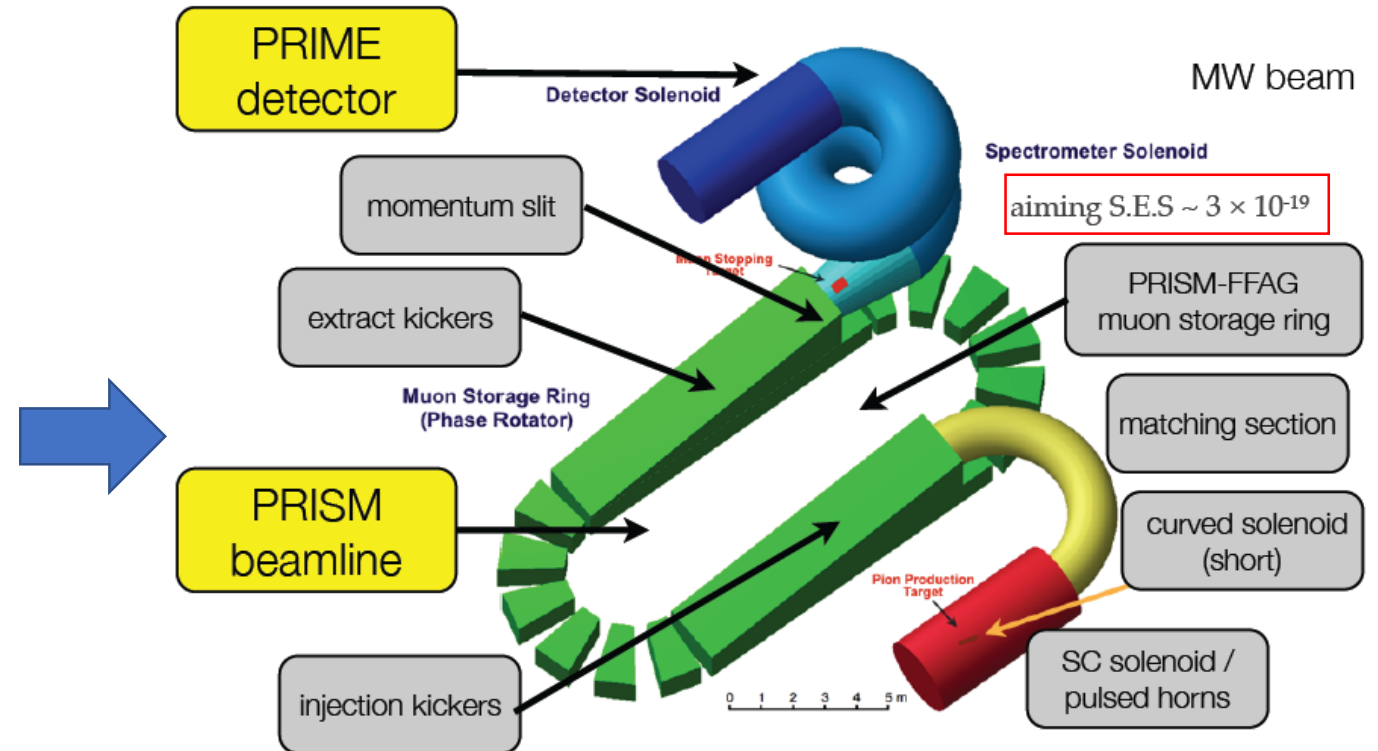 PRIME
detector
Detector Solenoid
MW beam
Spectrometer Solenoid
aiming S.E.S ~ 3 × 10⁻¹⁹
momentum slit
Muon Stopping
Target
PRISM-FFAG
muon storage ring
extract kickers
Muon Storage Ring
(Phase Rotator)
matching section
PRISM
beamline
curved solenoid
(short)
Pion Production
Target
SC solenoid /
pulsed horns
injection kickers
0 1 2 3 4 5 m